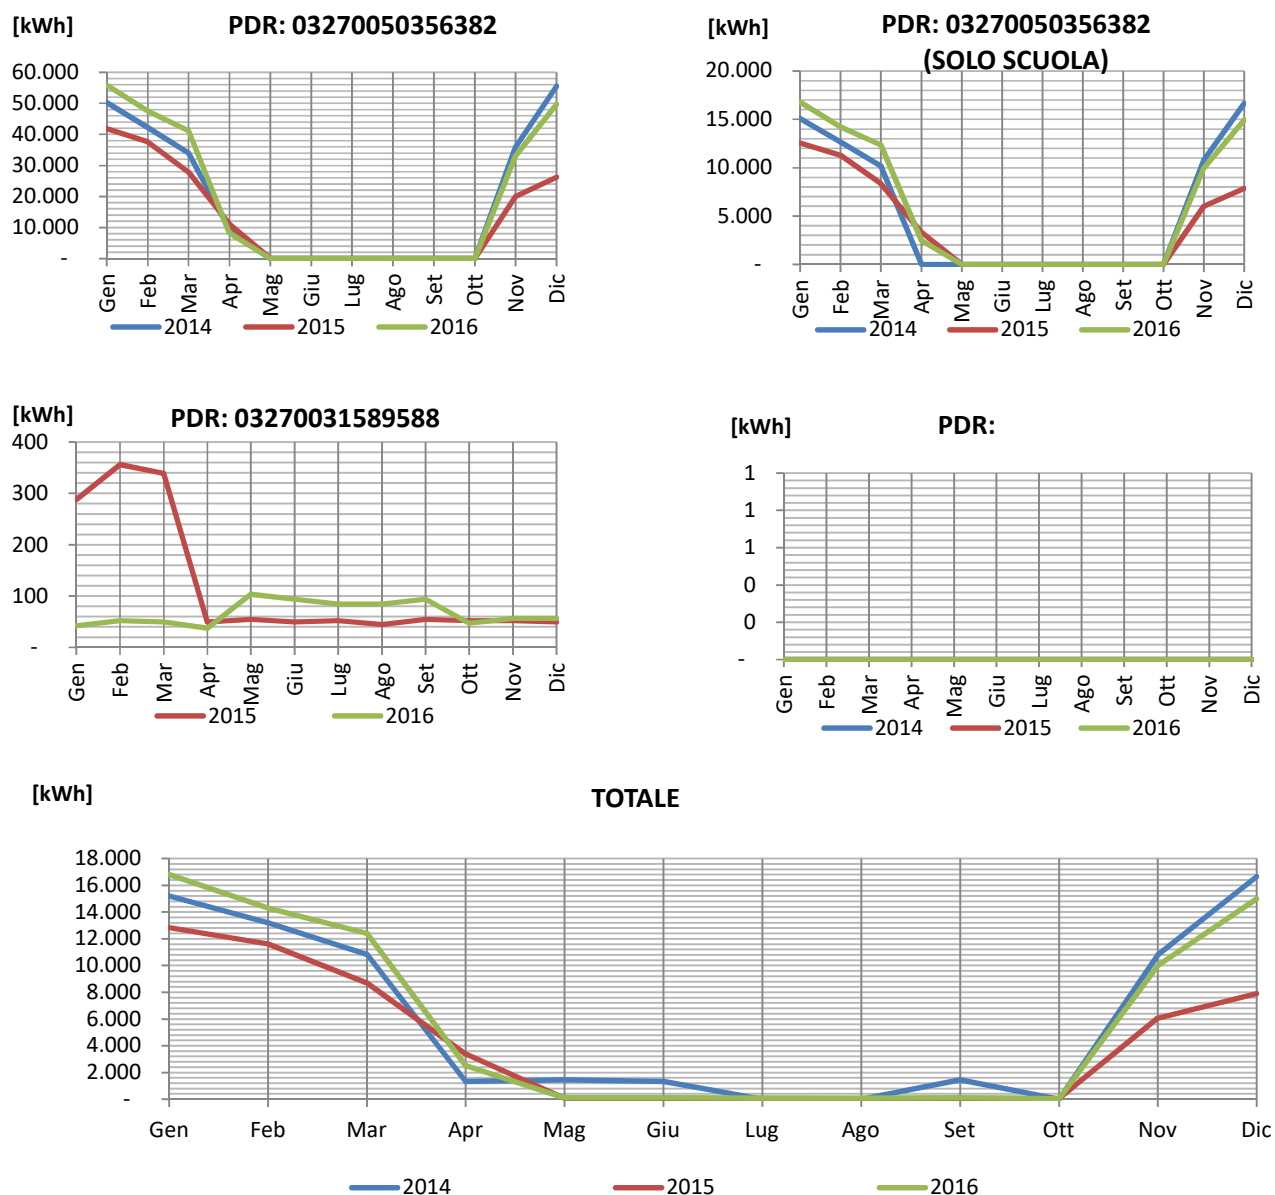 [kWh]
PDR: 03270050356382
60.000
50.000
40.000
30.000
20.000
10.000
-
Gen Feb Mar Apr Mag Giu Lug Ago Set Ott Nov Dic
2014 2015 2016
[kWh]
PDR: 03270050356382
(SOLO SCUOLA)
20.000
15.000
10.000
5.000
-
Gen Feb Mar Apr Mag Giu Lug Ago Set Ott Nov Dic
2014 2015 2016
[kWh]
PDR: 03270031589588
400
300
200
100
-
Gen Feb Mar Apr Mag Giu Lug Ago Set Ott Nov Dic
2015 2016
[kWh]
PDR:
1
1
1
0
0
-
Gen Feb Mar Apr Mag Giu Lug Ago Set Ott Nov Dic
2014 2015 2016
[kWh]
TOTALE
18.000
16.000
14.000
12.000
10.000
8.000
6.000
4.000
2.000
-
Gen Feb Mar Apr Mag Giu Lug Ago Set Ott Nov Dic
2014 2015 2016